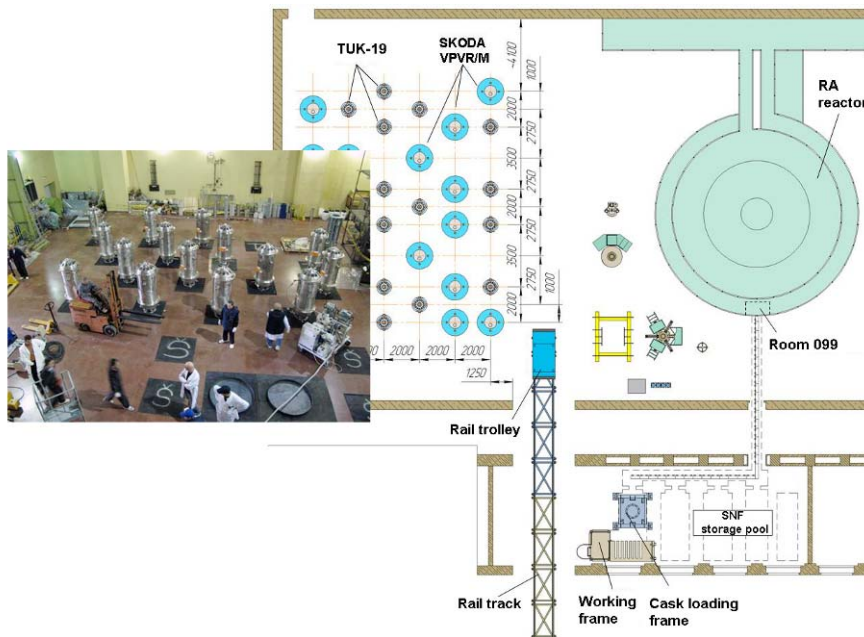 TUK-19
SKODA
VPVR/M
~4100
1000
2000
2750
3500
2750
2000
2750
3500
2750
1000
2000
RA
reactor
Room 099
2000
2000
2000
1250
Š
Š
Š
Š
Rail trolley
SNF
storage pool
Rail track
Working
frame
Cask loading
frame